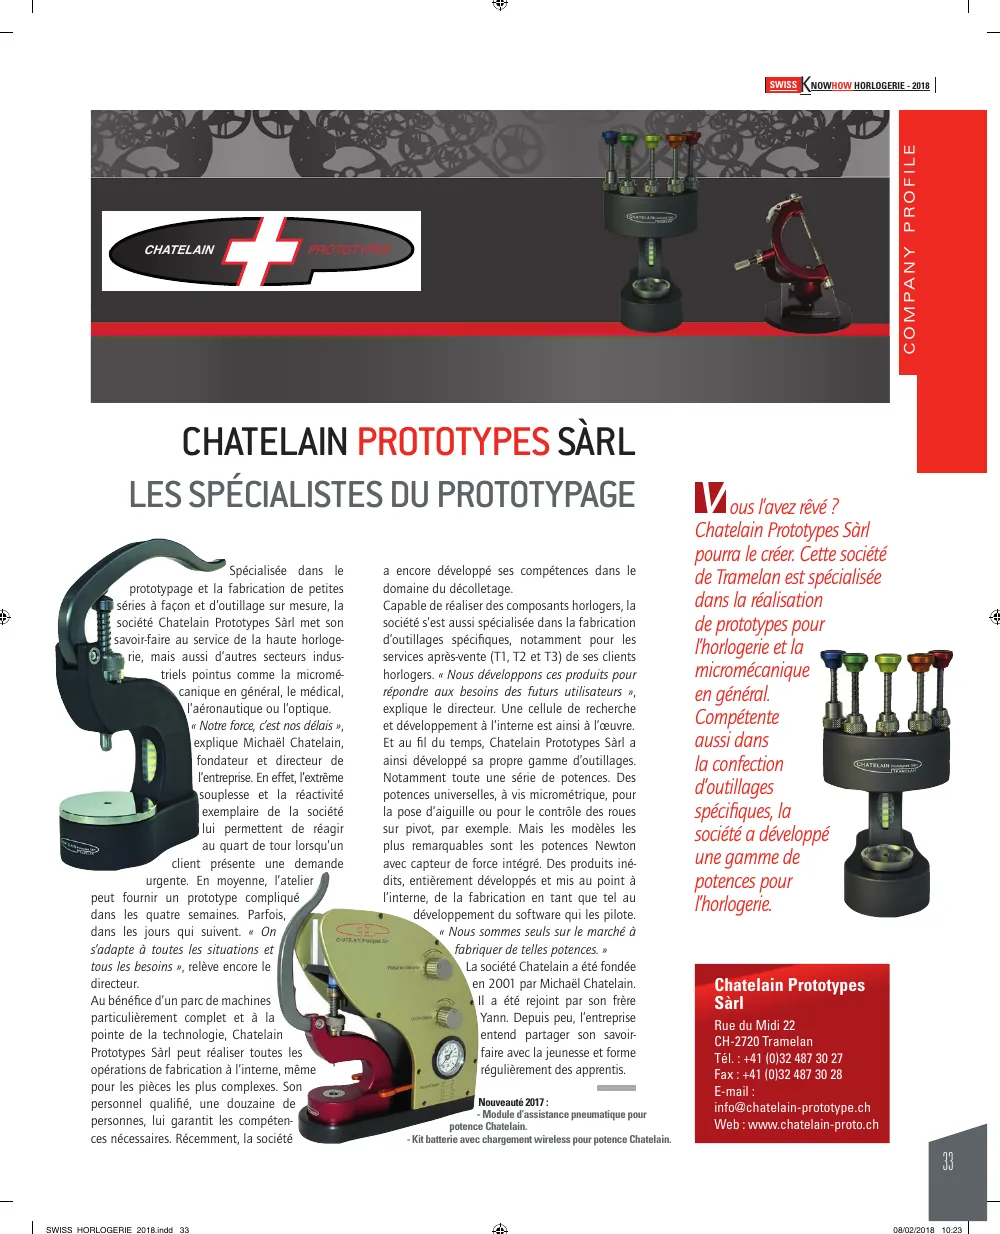 SWISS KNOWHOW HORLOGERIE - 2018
COMPANY PROFILE
CHATELAIN PROTOTYPES
CHATELAIN PROTOTYPES SÀRL
LES SPÉCIALISTES DU PROTOTYPAGE
Spécialisée dans le
prototypage et la fabrication de petites
séries à façon et d’outillage sur mesure, la
société Chatelain Prototypes Sàrl met son
savoir-faire au service de la haute horloge-
rie, mais aussi d’autres secteurs indus-
triels pointus comme la micromé-
canique en général, le médical,
l’aéronautique ou l’optique.
« Notre force, c’est nos délais »,
explique Michaël Chatelain,
fondateur et directeur de
l’entreprise. En effet, l’extrême
souplesse et la réactivité
exemplaire de la société
lui permettent de réagir
au quart de tour lorsqu’un
client présente une demande
urgente. En moyenne, l’atelier
peut fournir un prototype compliqué
dans les quatre semaines. Parfois,
dans les jours qui suivent. « On
s’adapte à toutes les situations et
tous les besoins », relève encore le
directeur.
Au bénéfice d’un parc de machines
particulièrement complet et à la
pointe de la technologie, Chatelain
Prototypes Sàrl peut réaliser toutes les
opérations de fabrication à l’interne, même
pour les pièces les plus complexes. Son
personnel qualifié, une douzaine de
personnes, lui garantit les compéten-
ces nécessaires. Récemment, la société
a encore développé ses compétences dans le
domaine du décolletage.
Capable de réaliser des composants horlogers, la
société s’est aussi spécialisée dans la fabrication
d’outillages spécifiques, notamment pour les
services après-vente (T1, T2 et T3) de ses clients
horlogers. « Nous développons ces produits pour
répondre aux besoins des futurs utilisateurs »,
explique le directeur. Une cellule de recherche
et développement à l’interne est ainsi à l’œuvre.
Et au fil du temps, Chatelain Prototypes Sàrl a
ainsi développé sa propre gamme d’outillages.
Notamment toute une série de potences. Des
potences universelles, à vis micrométrique, pour
la pose d’aiguille ou pour le contrôle des roues
sur pivot, par exemple. Mais les modèles les
plus remarquables sont les potences Newton
avec capteur de force intégré. Des produits iné-
dits, entièrement développés et mis au point à
l’interne, de la fabrication en tant que tel au
développement du software qui les pilote.
« Nous sommes seuls sur le marché à
fabriquer de telles potences. »
La société Chatelain a été fondée
en 2001 par Michaël Chatelain.
Il a été rejoint par son frère
Yann. Depuis peu, l’entreprise
entend partager son savoir-
faire avec la jeunesse et forme
régulièrement des apprentis.
CHATELAIN Prototypes Sàrl
Nouveauté 2017 :
- Module d’assistance pneumatique pour
potence Chatelain.
- Kit batterie avec chargement wireless pour potence Chatelain.
Vous l’avez rêvé ?
Chatelain Prototypes Sàrl
pourra le créer. Cette société
de Tramelan est spécialisée
dans la réalisation
de prototypes pour
l’horlogerie et la
micromécanique
en général.
Compétente
aussi dans
la confection
d’outillages
spécifiques, la
société a développé
une gamme de
potences pour
l’horlogerie.
CHATELAIN PROTOTYPES SÀRL
TRAMELAN
Chatelain Prototypes
Sàrl
Rue du Midi 22
CH-2720 Tramelan
Tél. : +41 (0)32 487 30 27
Fax : +41 (0)32 487 30 28
E-mail :
info@chatelain-prototype.ch
Web : www.chatelain-proto.ch
33
SWISS HORLOGERIE 2018.indd 33
08/02/2018 10:23